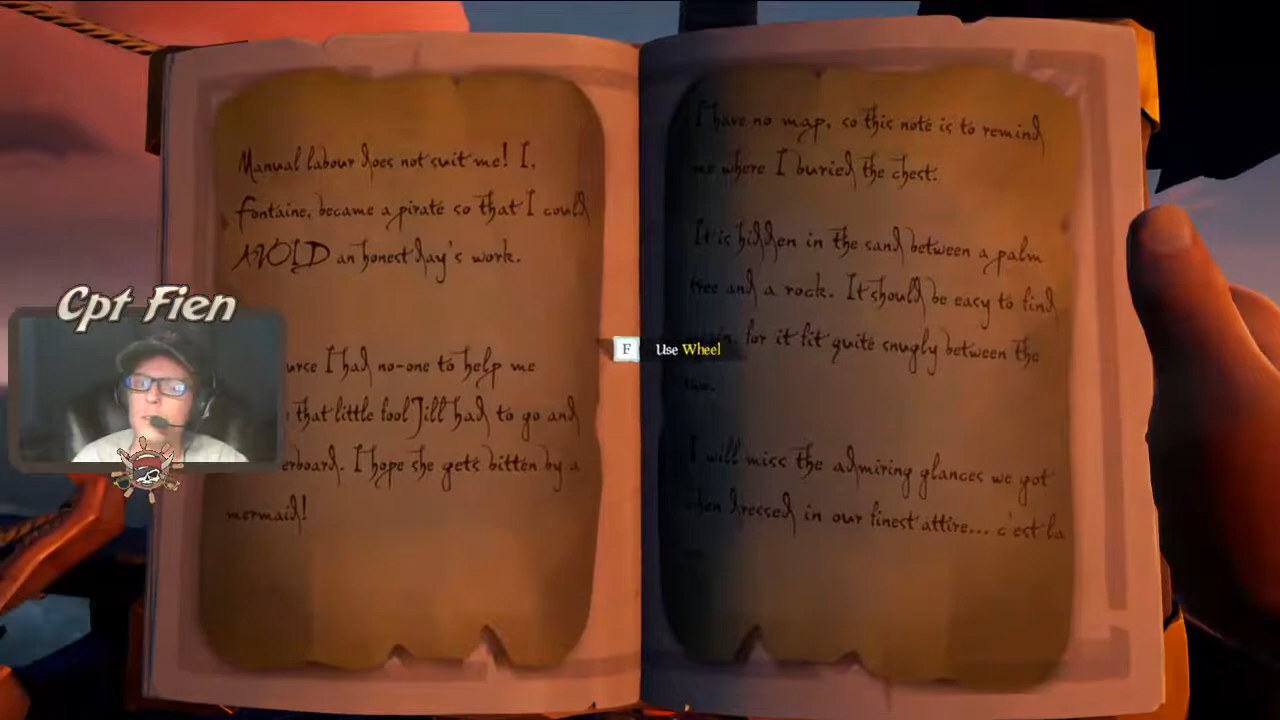 Manual labour does not suit me! I,
Fontaine, became a pirate so that I could
AVOID an honest day's work.
urse I had no-one to help me
that little fool Jill had to go and
erboard. I hope she gets bitten by a
mermaid!
I have no map, so this note is to remind
me where I buried the chest.
It is hidden in the sand between a palm
tree and a rock. It should be easy to find
for it fit quite snugly between the
two.
I will miss the admiring glances we got
when dressed in our finest attire... c'est la
F Use Wheel
Cpt Fien